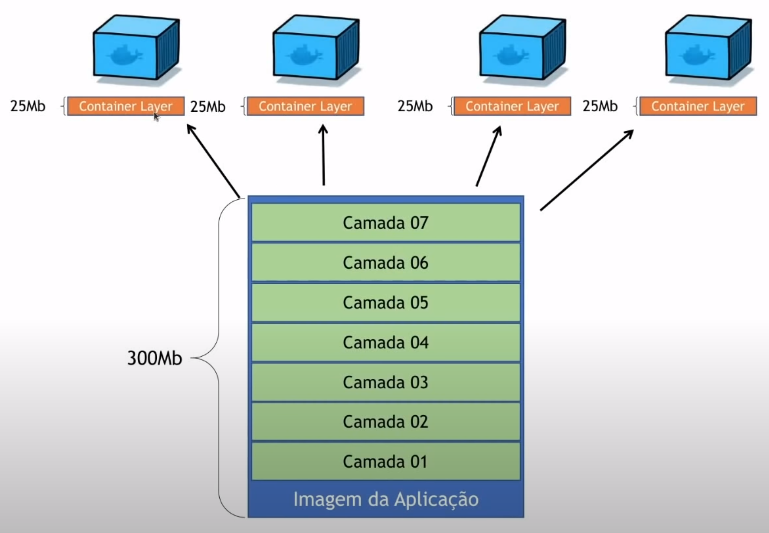 25Mb Container Layer 25Mb Container Layer 25Mb Container Layer 25Mb Container Layer
Camada 07
Camada 06
Camada 05
Camada 04
300Mb
Camada 03
Camada 02
Camada 01
Imagem da Aplicação